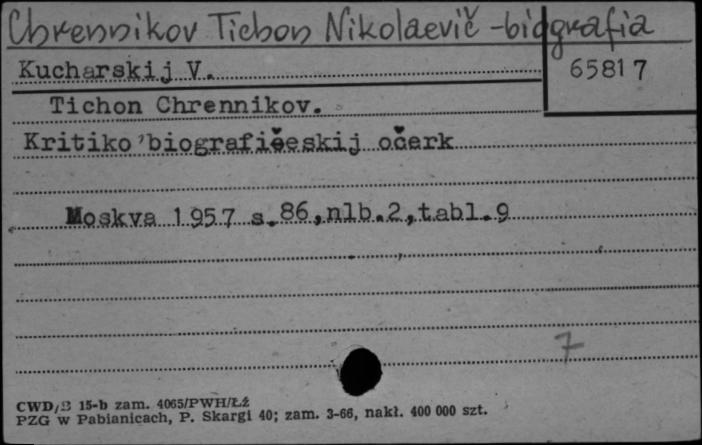 Chrennikov Tichon Nikolaevič - biografia
Kucharskij V.
65817
Tichon Chrennikov.
Kritiko biografičeskij očerk
Moskva 1957 s.86,nlb.2,tabl.9
7
CWD/B 15-b zam. 4065/PWH/ŁŻ
PZG w Pabianicach, P. Skargi 40; zam. 3-66, nakł. 400 000 szt.